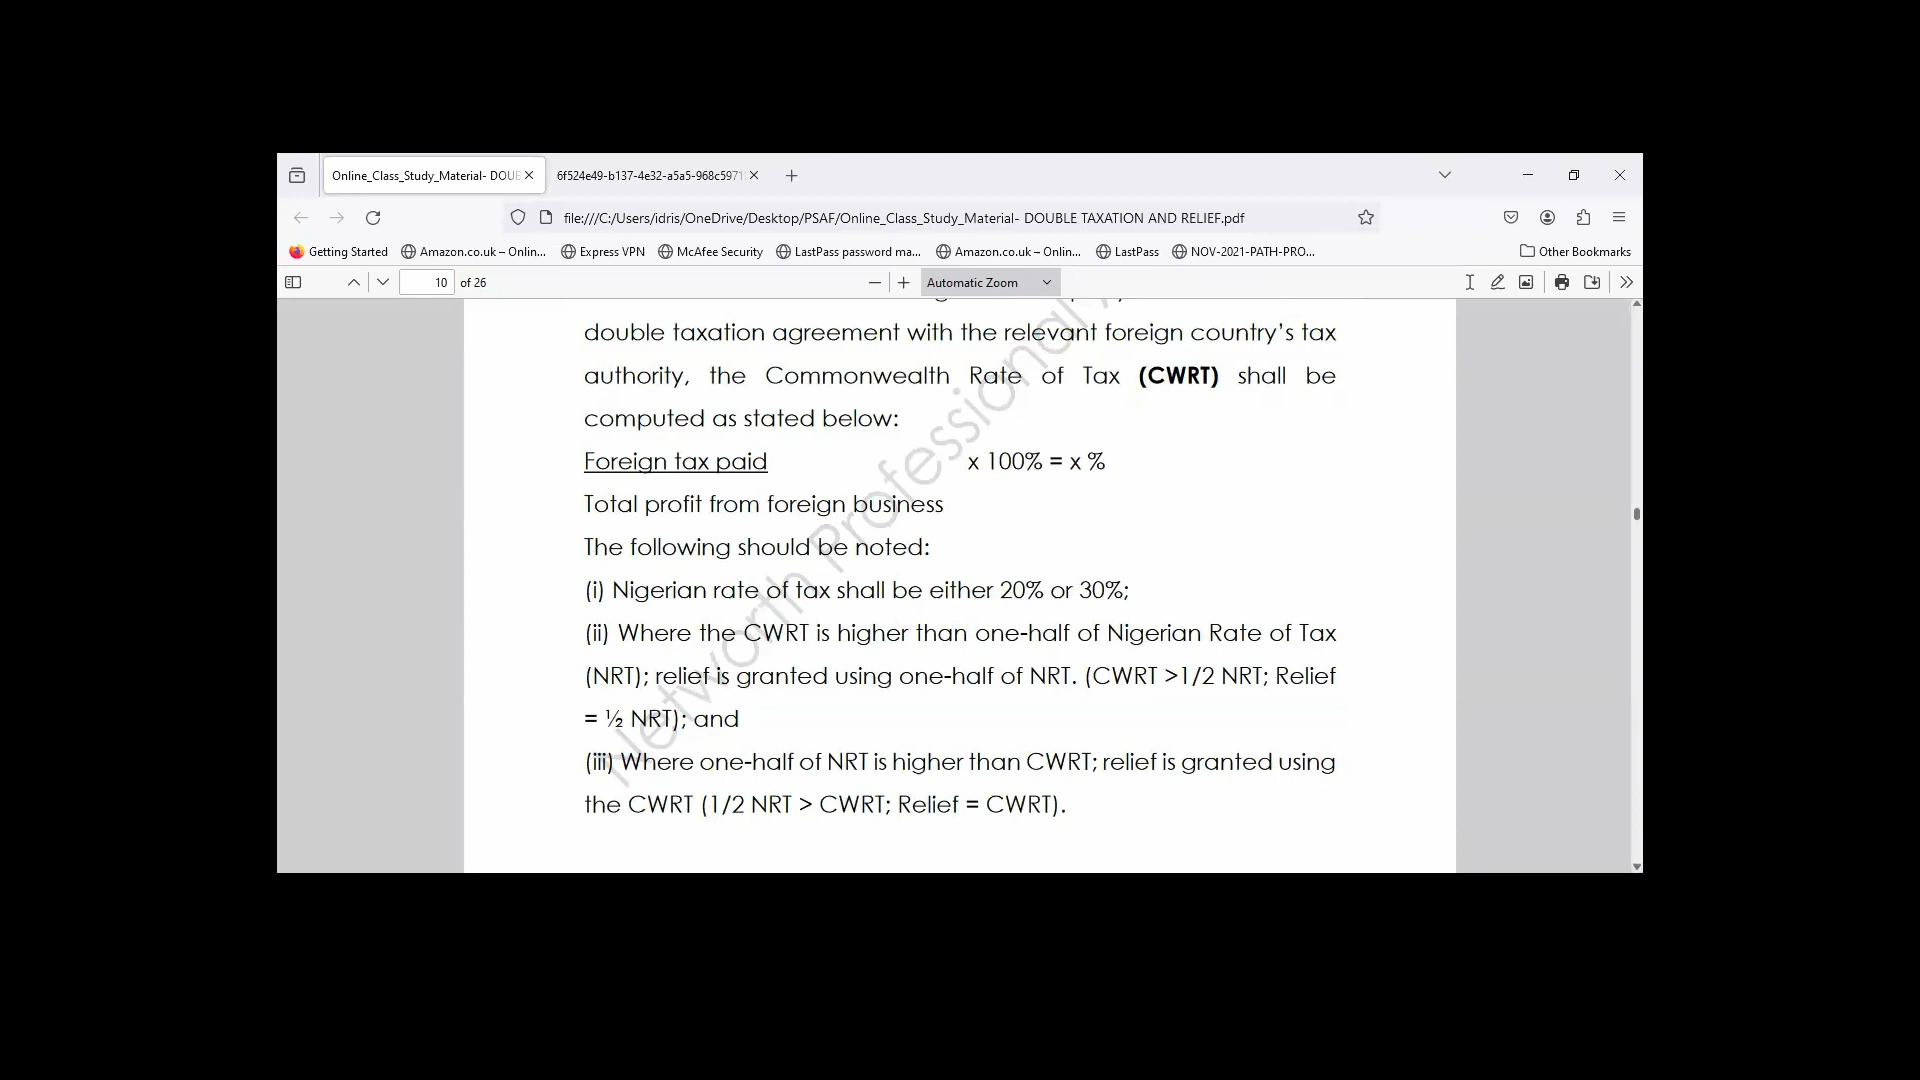 Online_Class_Study_Material- DOUB
6f524e49-b137-4e32-a5a5-968c5971
file:///C:/Users/idris/OneDrive/Desktop/PSAF/Online_Class_Study_Material- DOUBLE TAXATION AND RELIEF.pdf
Getting Started Amazon.co.uk – Onlin... Express VPN McAfee Security LastPass password ma... Amazon.co.uk – Onlin... LastPass NOV-2021-PATH-PRO... Other Bookmarks
10 of 26 Automatic Zoom
double taxation agreement with the relevant foreign country’s tax
authority, the Commonwealth Rate of Tax (CWRT) shall be
computed as stated below:
Foreign tax paid x 100% = x %
Total profit from foreign business
The following should be noted:
(i) Nigerian rate of tax shall be either 20% or 30%;
(ii) Where the CWRT is higher than one-half of Nigerian Rate of Tax
(NRT); relief is granted using one-half of NRT. (CWRT >1/2 NRT; Relief
= ½ NRT); and
(iii) Where one-half of NRT is higher than CWRT; relief is granted using
the CWRT (1/2 NRT > CWRT; Relief = CWRT).
Networth Professional